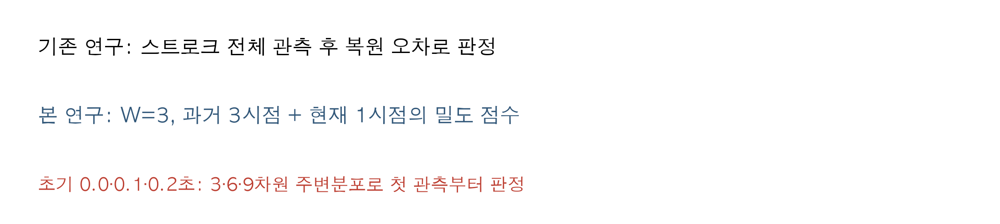 기존 연구: 스트로크 전체 관측 후 복원 오차로 판정
본 연구: W=3, 과거 3시점 + 현재 1시점의 밀도 점수
초기 0.0·0.1·0.2초: 3·6·9차원 주변분포로 첫 관측부터 판정